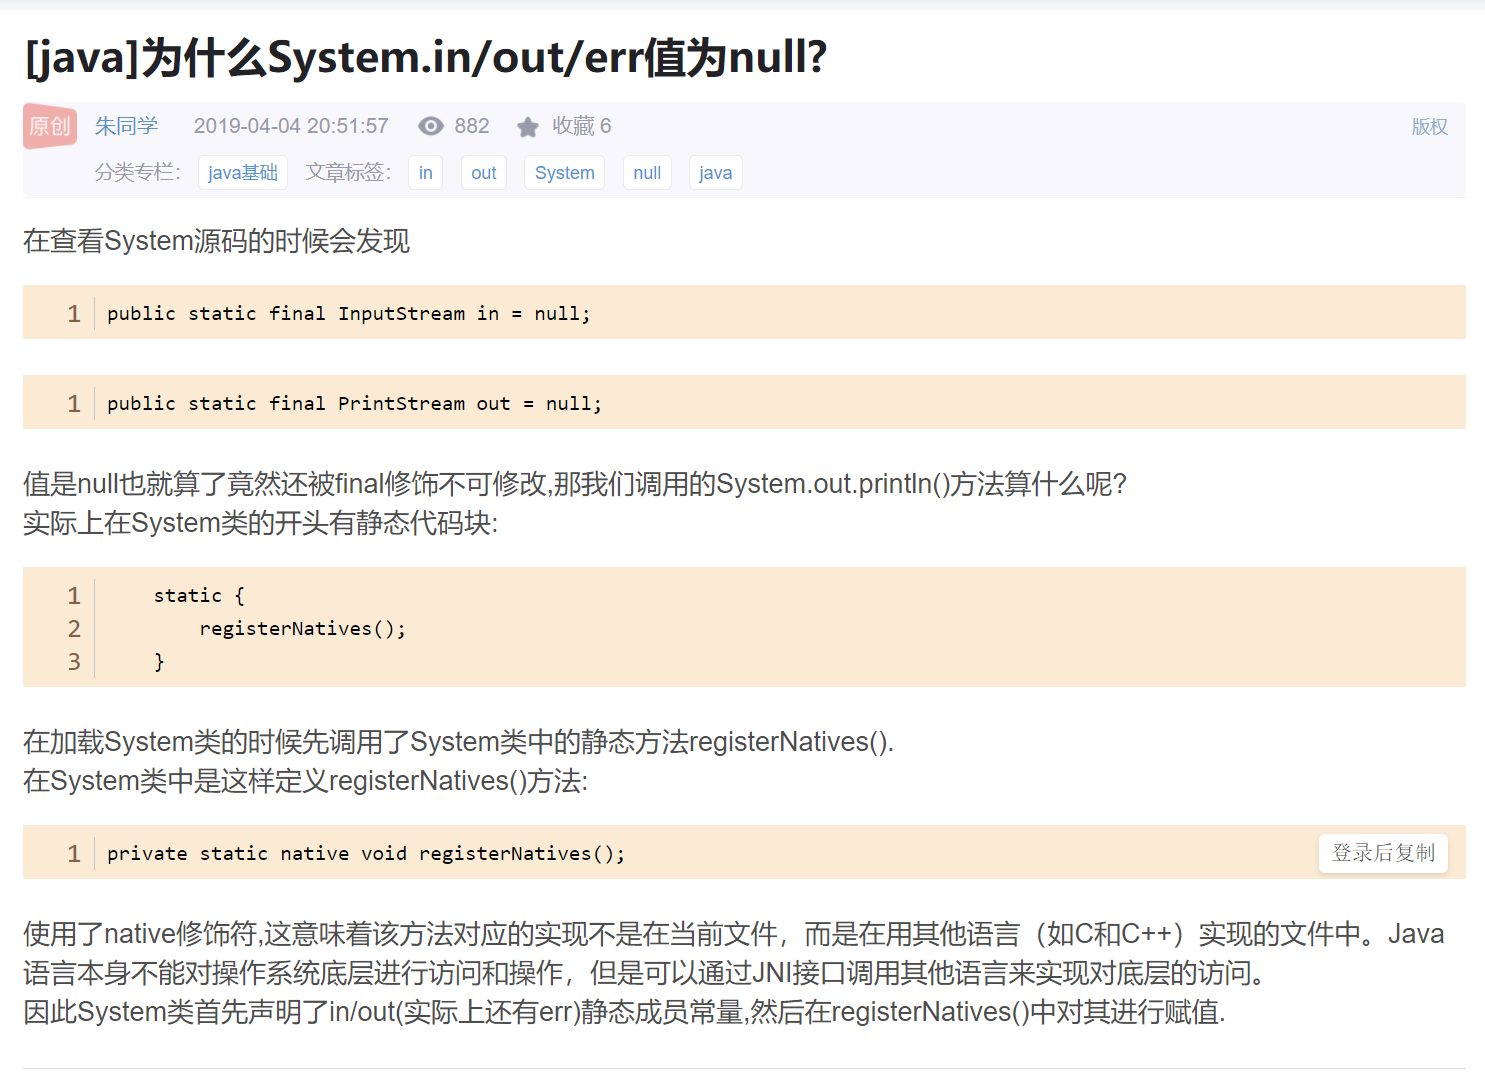 [java]为什么System.in/out/err值为null?
原创 朱同学 2019-04-04 20:51:57 882 收藏 6 版权
分类专栏： java基础 文章标签： in out System null java
在查看System源码的时候会发现
1 public static final InputStream in = null;
1 public static final PrintStream out = null;
值是null也就算了竟然还被final修饰不可修改,那我们调用的System.out.println()方法算什么呢?
实际上在System类的开头有静态代码块:
1 static {
2 registerNatives();
3 }
在加载System类的时候先调用了System类中的静态方法registerNatives().
在System类中是这样定义registerNatives()方法:
1 private static native void registerNatives(); 登录后复制
使用了native修饰符,这意味着该方法对应的实现不是在当前文件，而是在用其他语言（如C和C++）实现的文件中。Java
语言本身不能对操作系统底层进行访问和操作，但是可以通过JNI接口调用其他语言来实现对底层的访问。
因此System类首先声明了in/out(实际上还有err)静态成员常量,然后在registerNatives()中对其进行赋值.